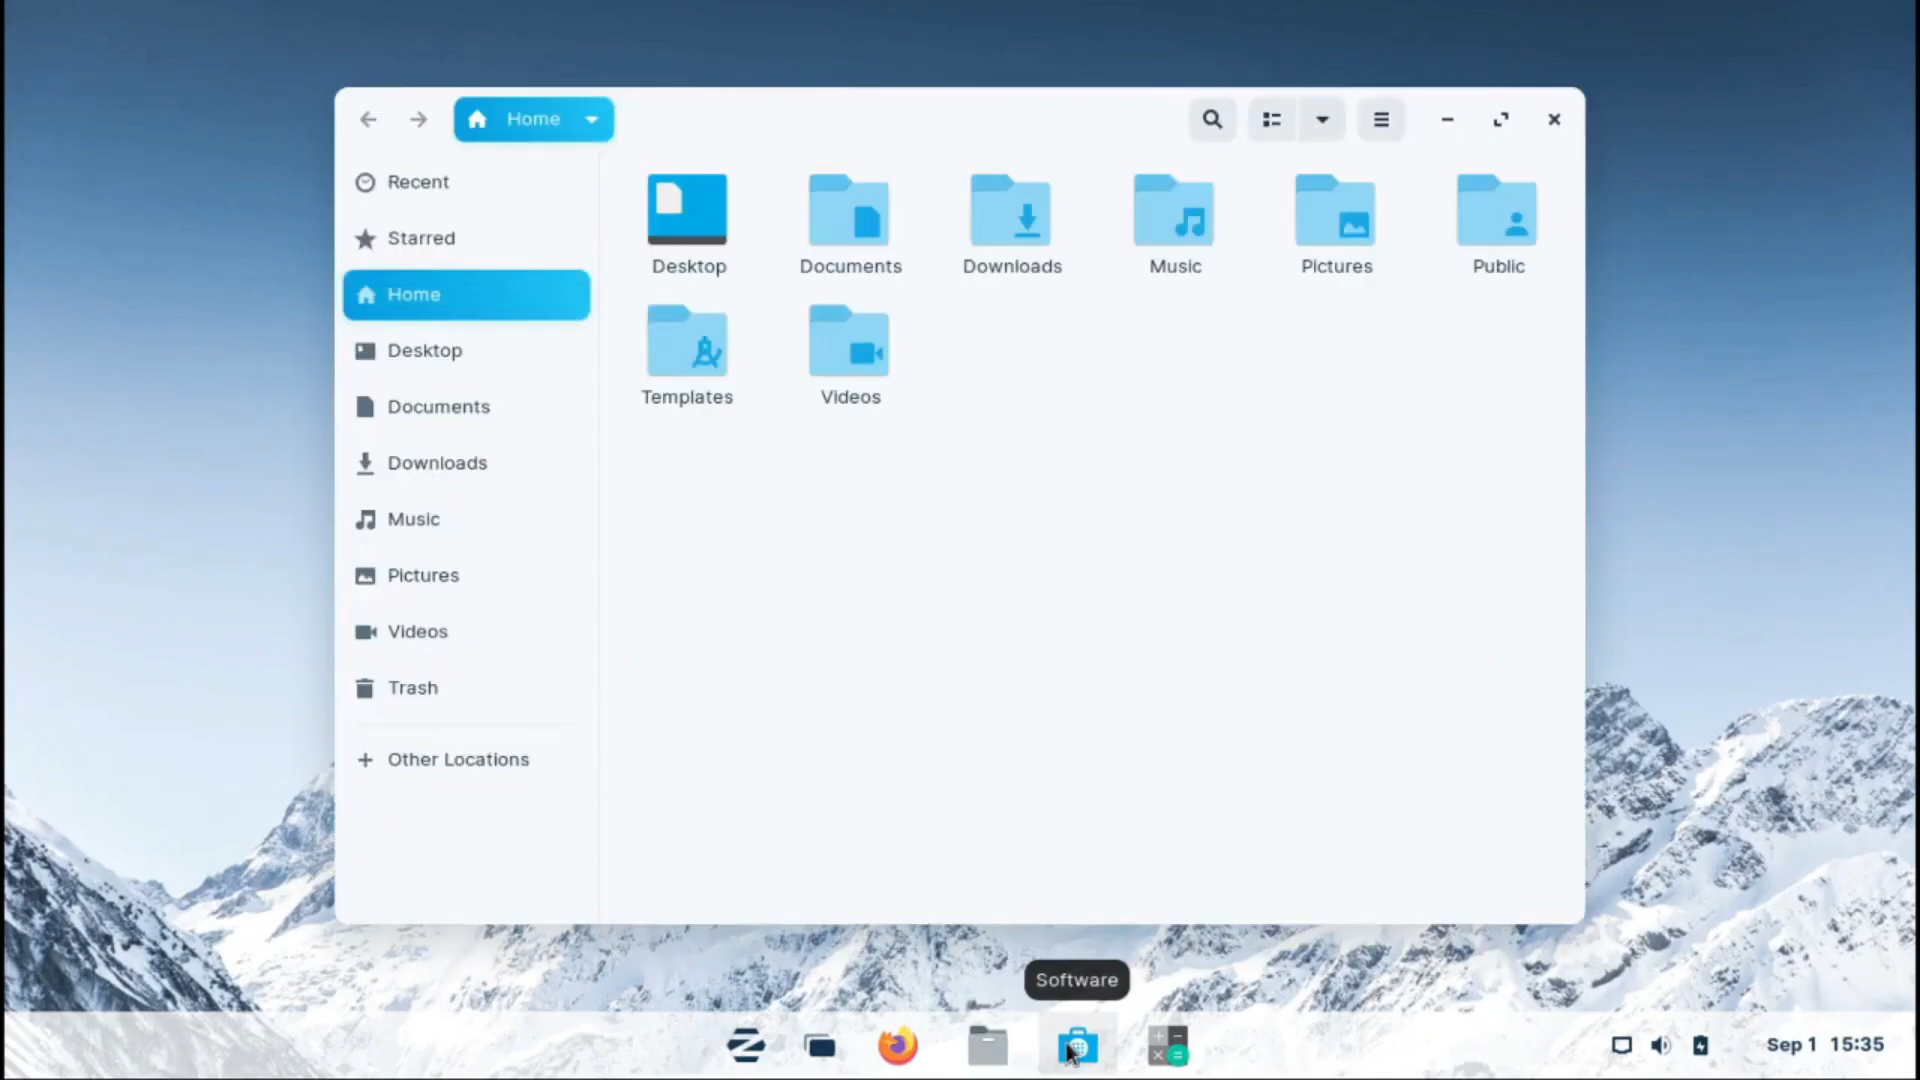 Home
Recent
Starred
Home
Desktop
Documents
Downloads
Music
Pictures
Videos
Trash
Other Locations
Desktop
Documents
Downloads
Music
Pictures
Public
Templates
Videos
Software
Sep 1 15:35